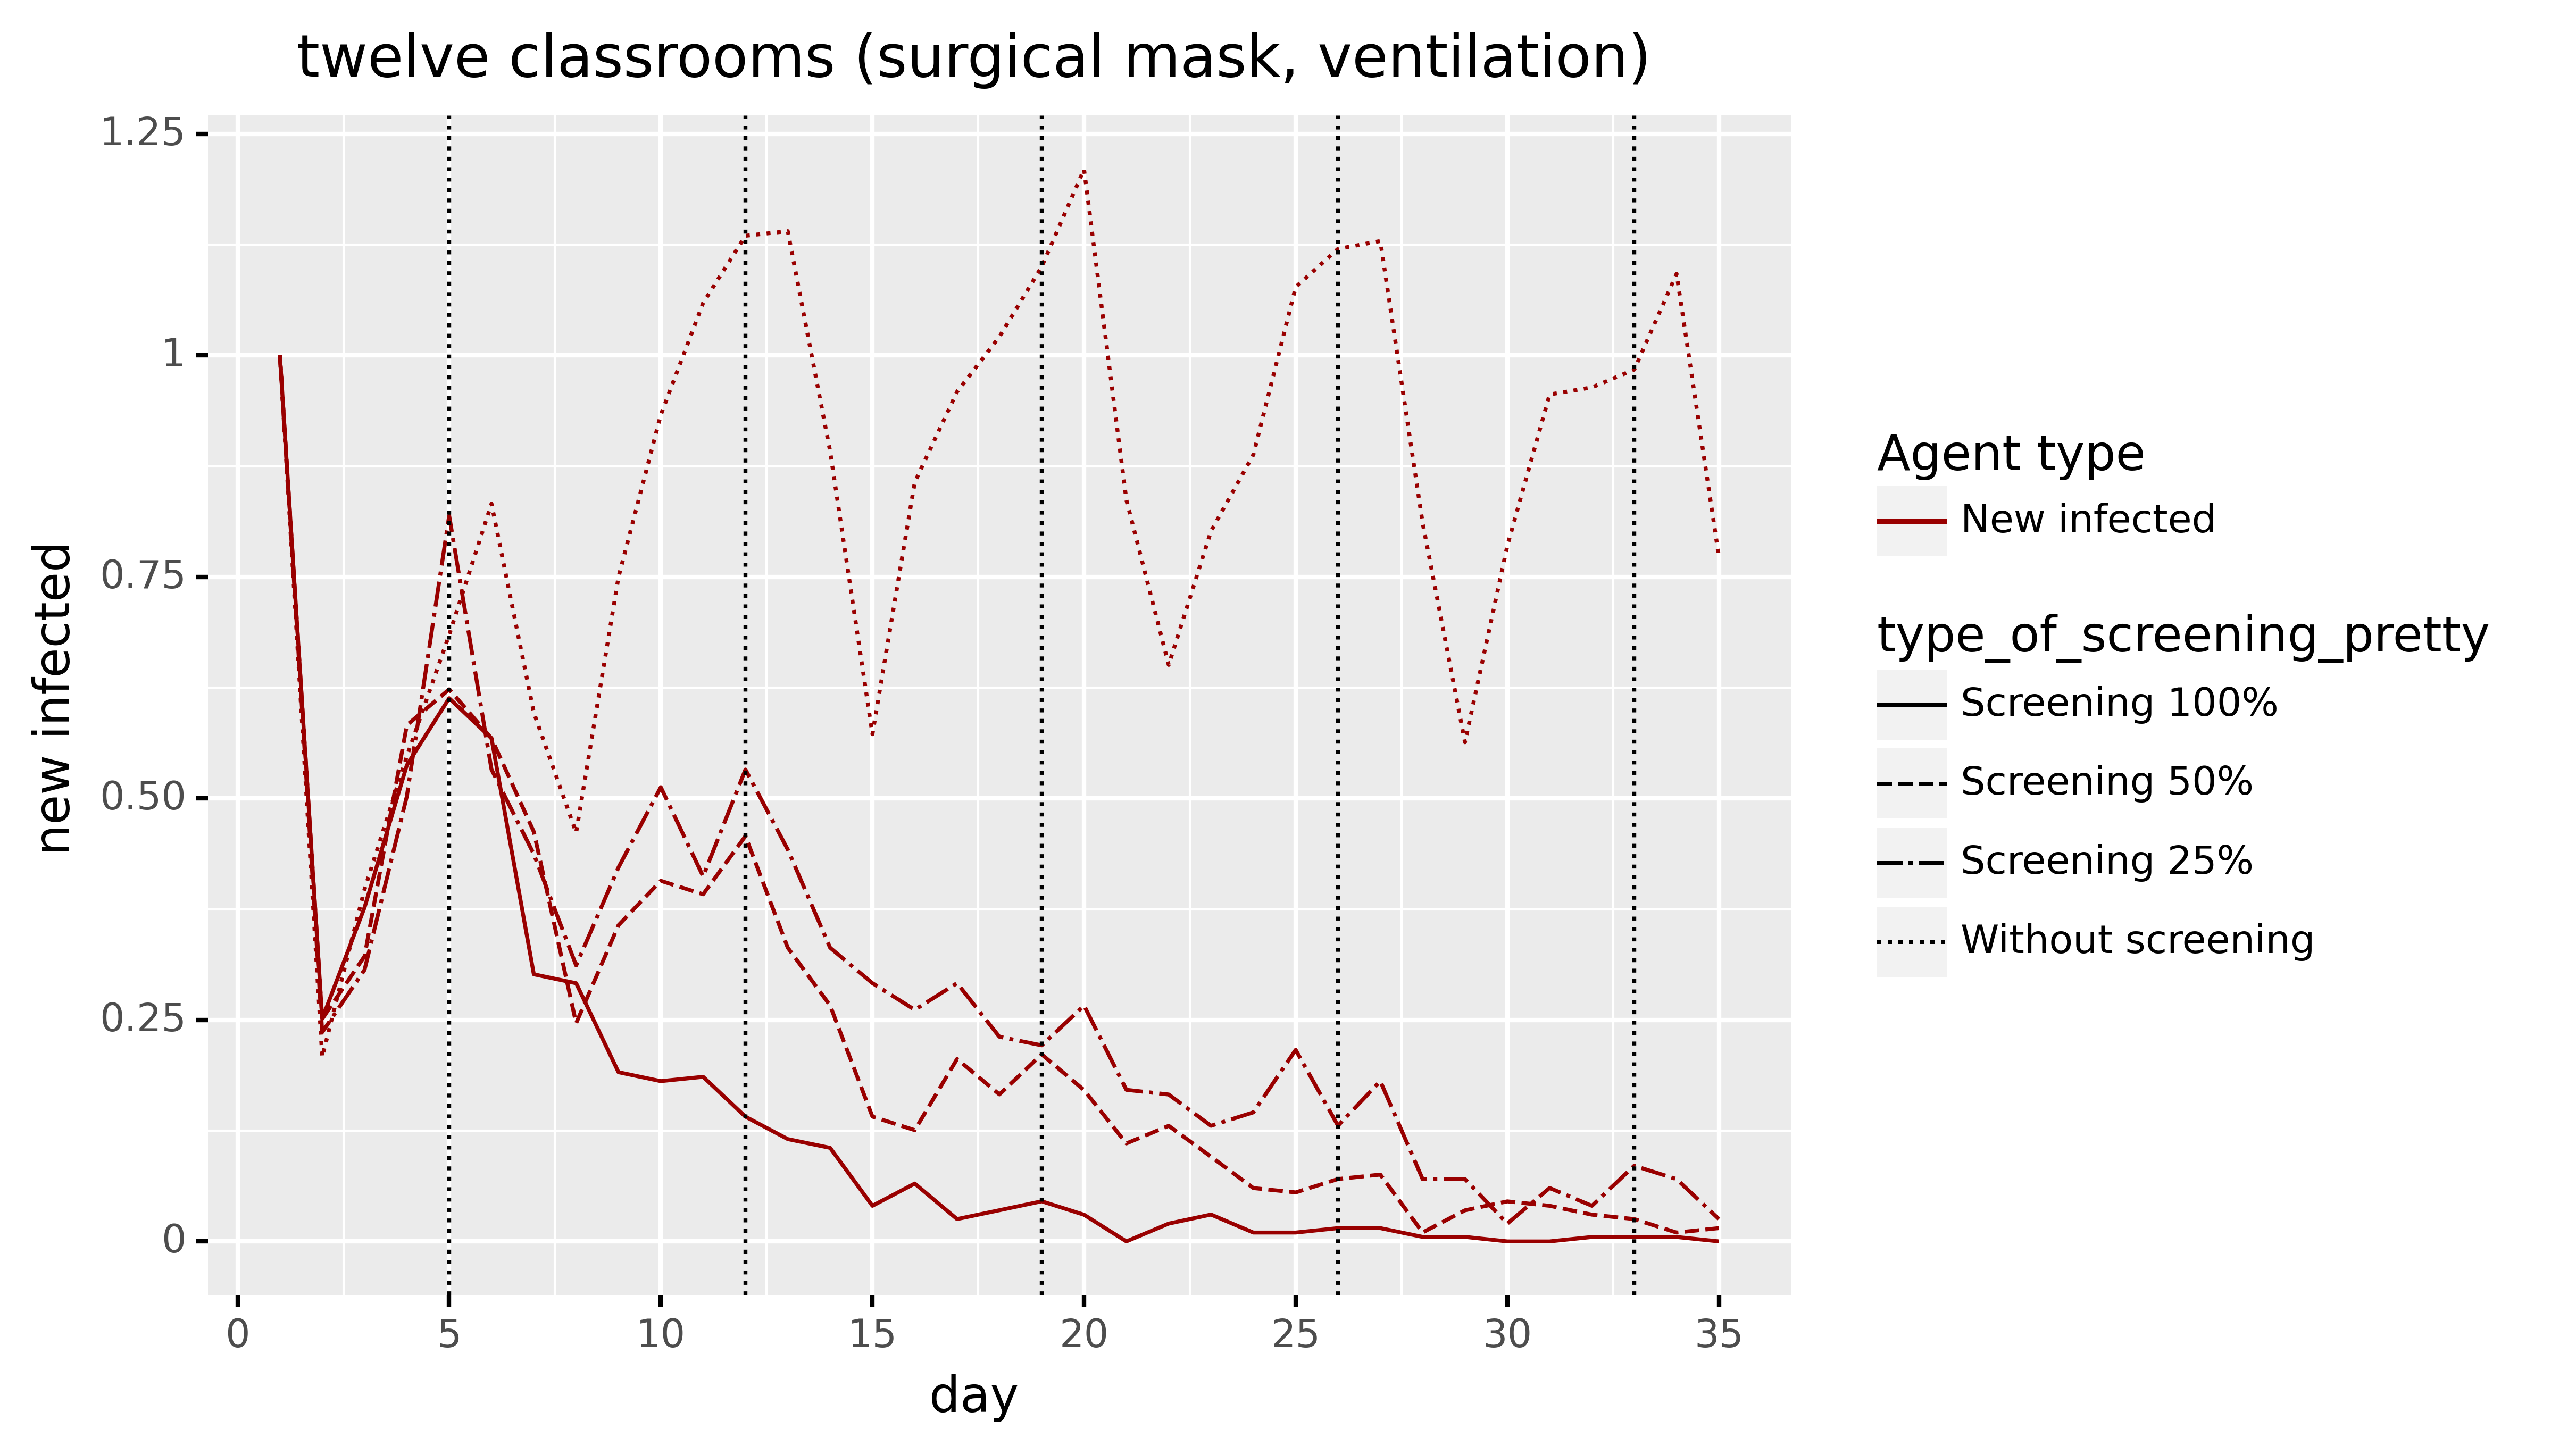 twelve classrooms (surgical mask, ventilation)
1.25
1
0.75
0.50
0.25
0
new infected
0 5 10 15 20 25 30 35
day
Agent type
New infected
type_of_screening_pretty
Screening 100%
Screening 50%
Screening 25%
Without screening